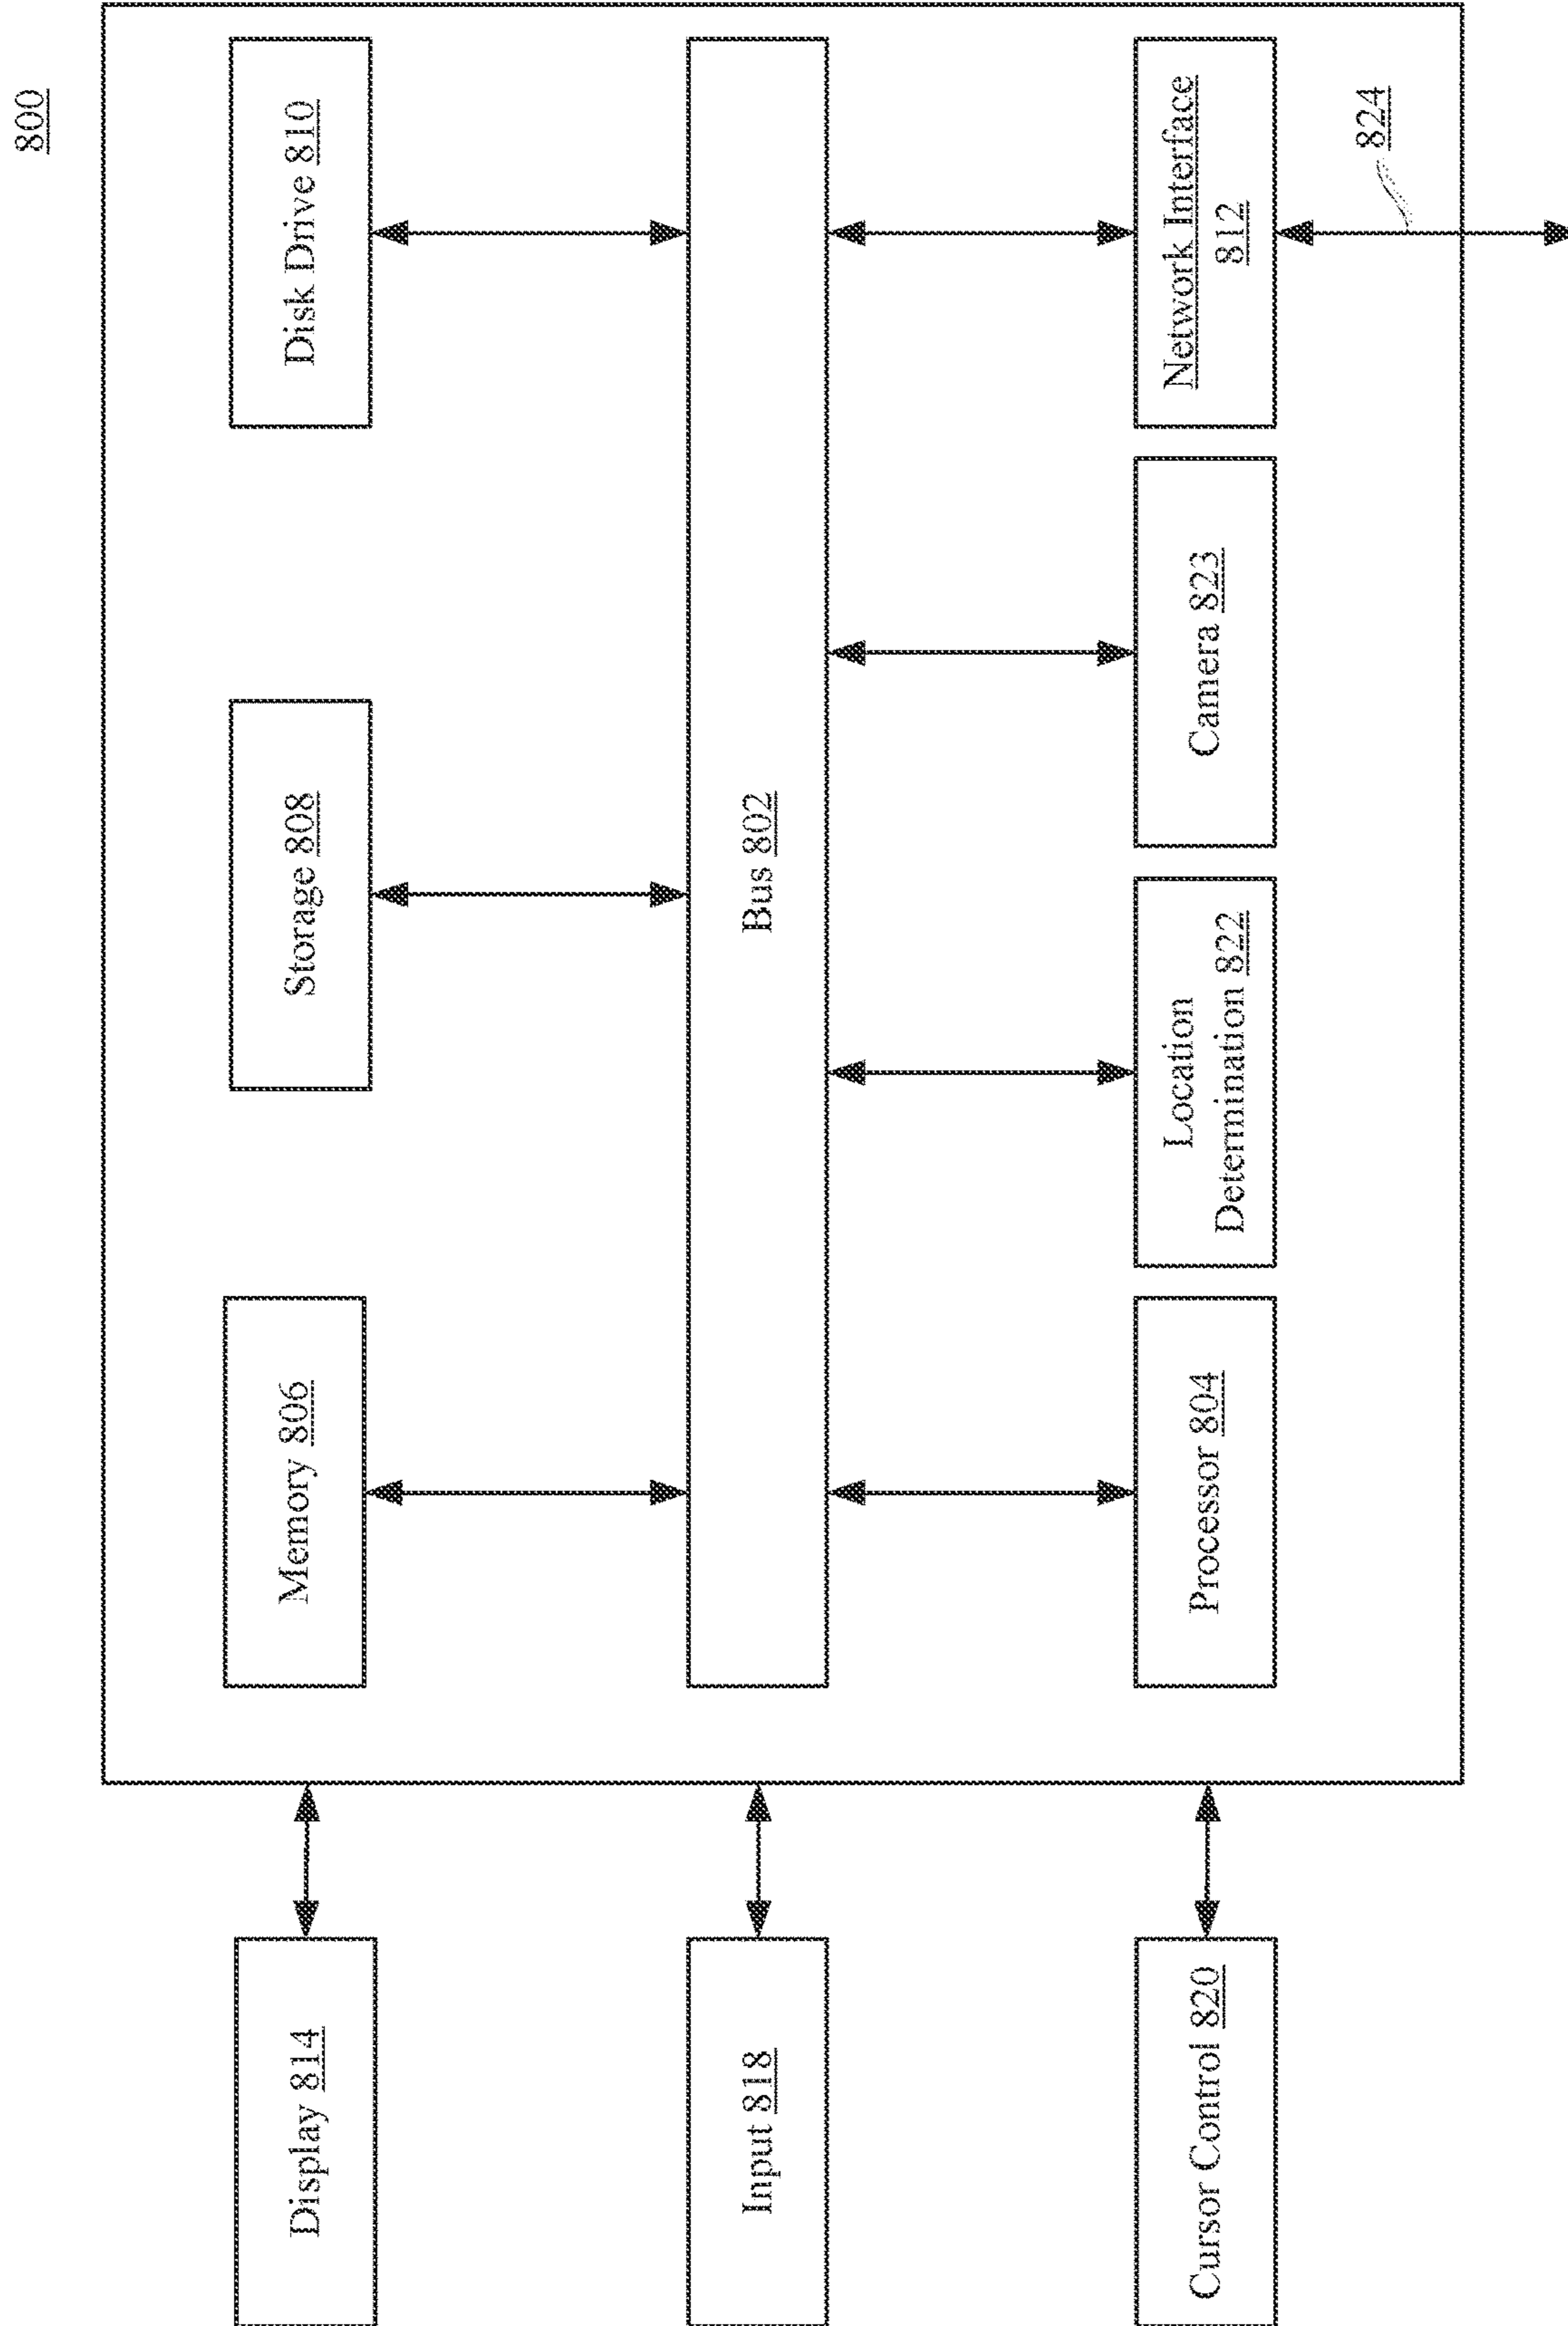 800
Display 814
Memory 806
Storage 808
Disk Drive 810
Input 818
Bus 802
Cursor Control 820
Processor 804
Location
Determination 822
Camera 823
Network Interface
812
824